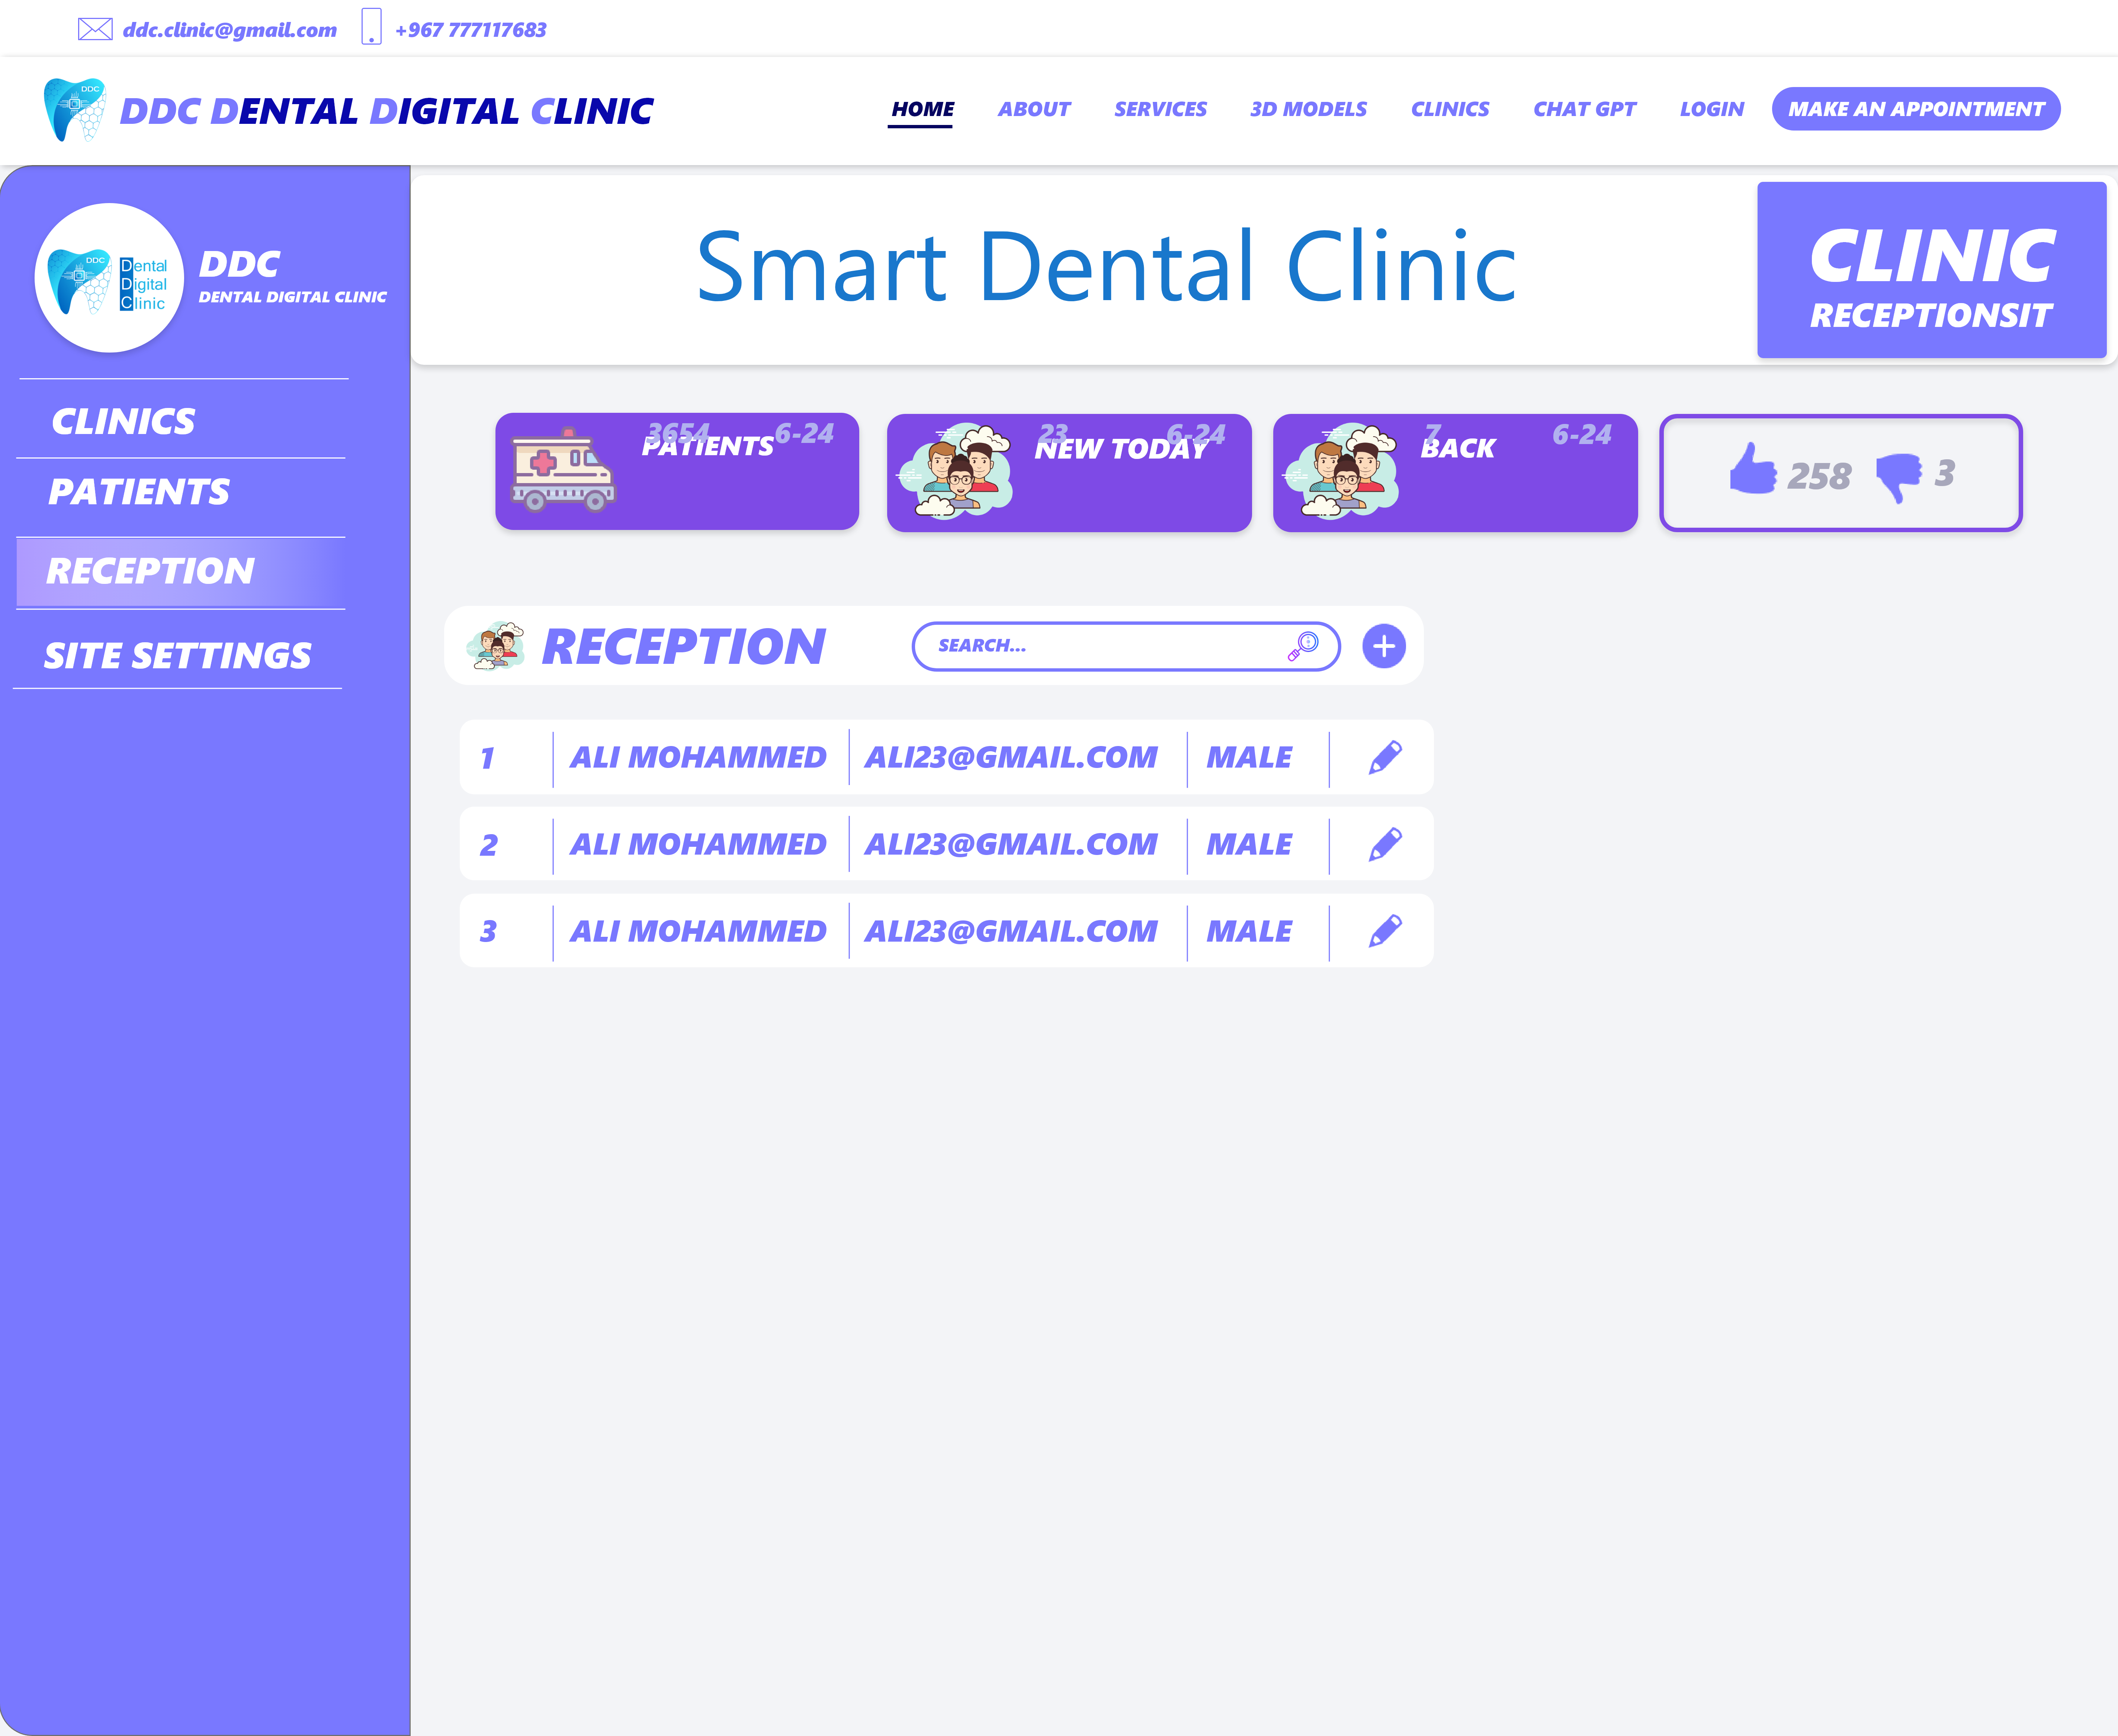 ddc.clinic@gmail.com +967 777117683
DDC
DDC DENTAL DIGITAL CLINIC
HOME ABOUT SERVICES 3D MODELS CLINICS CHAT GPT LOGIN MAKE AN APPOINTMENT
DDC
Dental
Digital
Clinic
DDC
DENTAL DIGITAL CLINIC
CLINICS
PATIENTS
RECEPTION
SITE SETTINGS
Smart Dental Clinic
CLINIC
RECEPTIONSIT
3654 6-24
PATIENTS
23 6-24
NEW TODAY
7 6-24
BACK
258 3
RECEPTION SEARCH...
1 ALI MOHAMMED ALI23@GMAIL.COM MALE
2 ALI MOHAMMED ALI23@GMAIL.COM MALE
3 ALI MOHAMMED ALI23@GMAIL.COM MALE